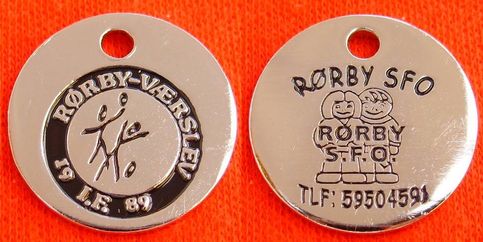 RØRBY-VÆRSLEV
19 I.F. 89
RØRBY SFO
RØRBY
S.F.O.
TLF: 59504591